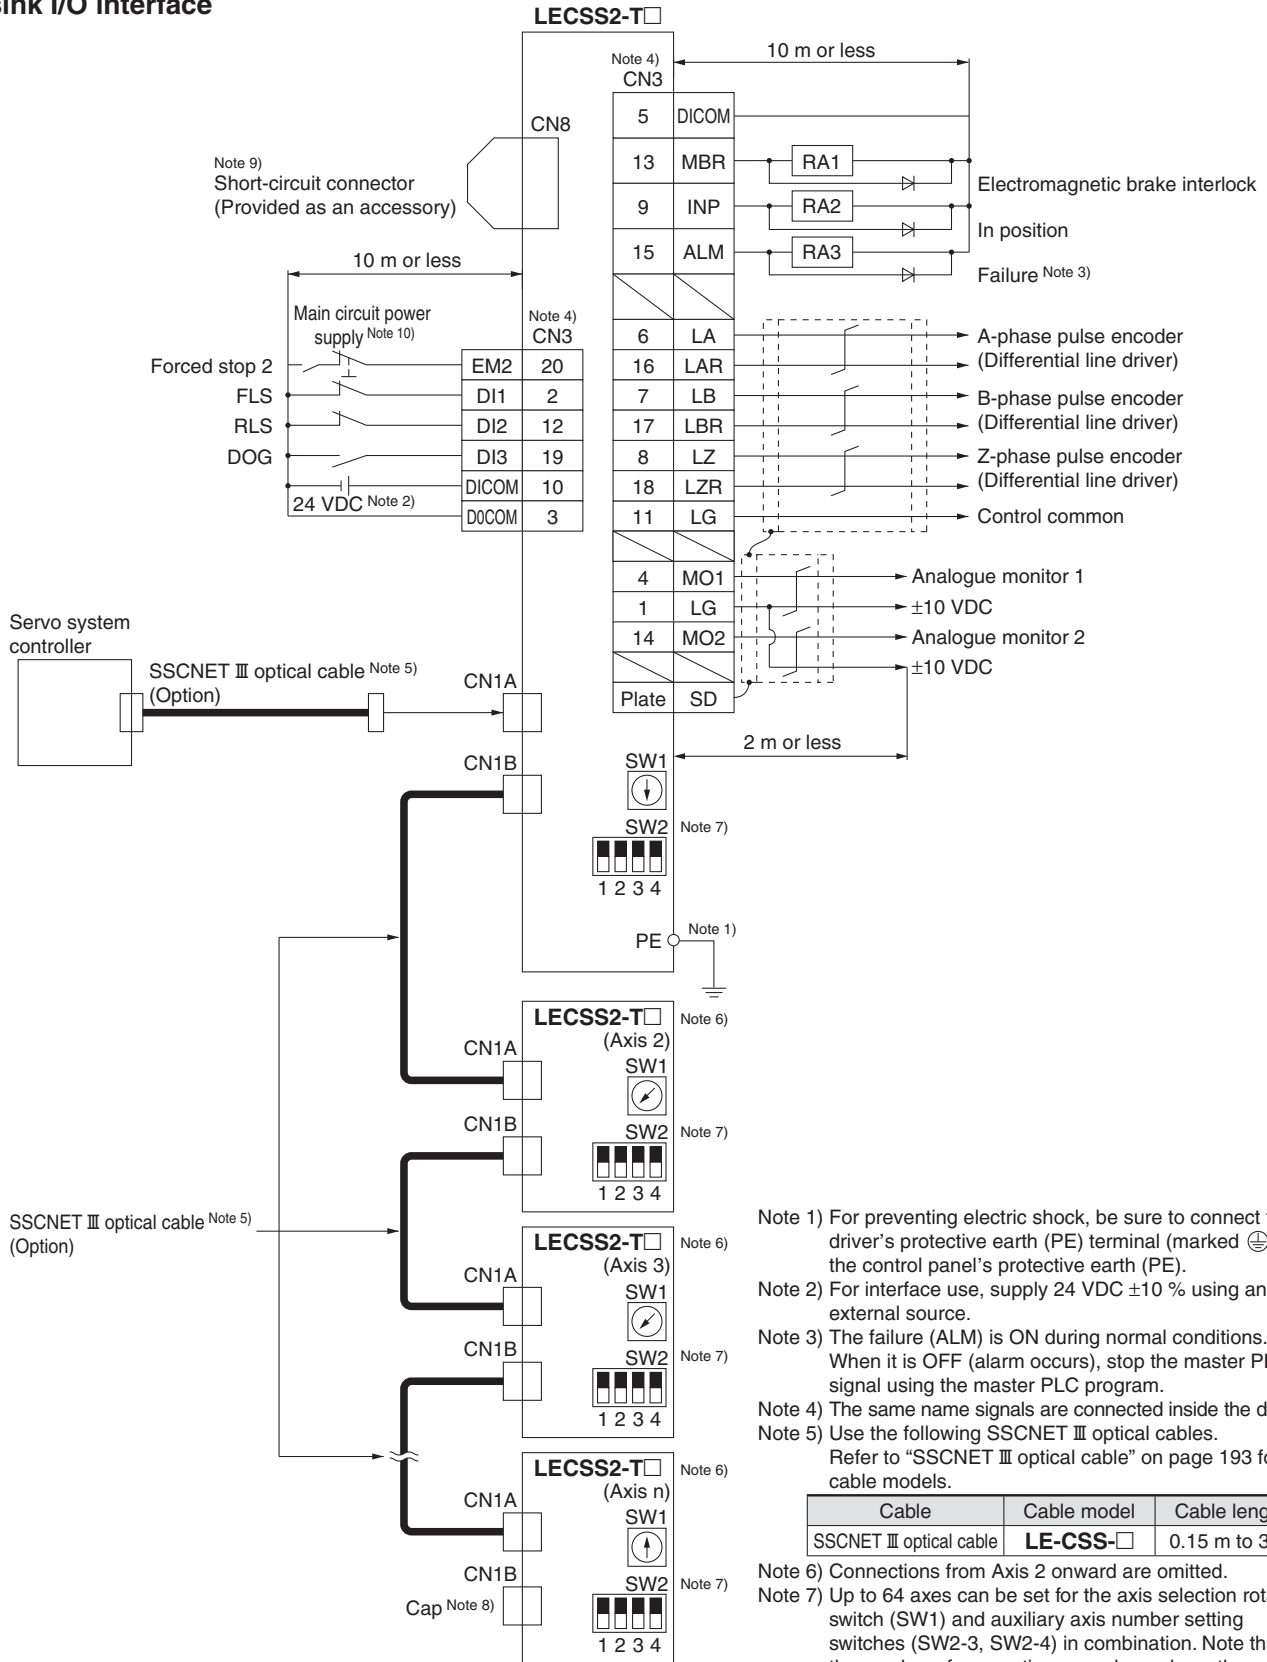 sink I/O interface
LECSS2-T□
10 m or less
Note 4)
CN3
5 DICOM
13 MBR RA1
Electromagnetic brake interlock
9 INP RA2
In position
15 ALM RA3
Failure Note 3)
CN8
Note 9)
Short-circuit connector
(Provided as an accessory)
10 m or less
Main circuit power
supply Note 10)
Note 4)
CN3
Forced stop 2 EM2 20
FLS DI1 2
RLS DI2 12
DOG DI3 19
DICOM 10
24 VDC Note 2)
D0COM 3
6 LA A-phase pulse encoder
16 LAR (Differential line driver)
7 LB B-phase pulse encoder
17 LBR (Differential line driver)
8 LZ Z-phase pulse encoder
18 LZR (Differential line driver)
11 LG Control common
4 MO1 Analogue monitor 1
1 LG ±10 VDC
14 MO2 Analogue monitor 2
±10 VDC
Plate SD
2 m or less
Servo system
controller
SSCNET Ⅲ optical cable Note 5)
(Option)
CN1A
CN1B
SW1
SW2 Note 7)
1 2 3 4
PE Note 1)
LECSS2-T□ Note 6)
(Axis 2)
CN1A
SW1
CN1B
SW2 Note 7)
1 2 3 4
SSCNET Ⅲ optical cable Note 5)
(Option)
LECSS2-T□ Note 6)
(Axis 3)
CN1A
SW1
CN1B
SW2 Note 7)
1 2 3 4
LECSS2-T□ Note 6)
(Axis n)
CN1A
SW1
CN1B
Cap Note 8)
SW2 Note 7)
1 2 3 4
Note 1) For preventing electric shock, be sure to connect
driver's protective earth (PE) terminal (marked
the control panel's protective earth (PE).
Note 2) For interface use, supply 24 VDC ±10 % using an
external source.
Note 3) The failure (ALM) is ON during normal conditions.
When it is OFF (alarm occurs), stop the master
signal using the master PLC program.
Note 4) The same name signals are connected inside the
Note 5) Use the following SSCNET Ⅲ optical cables.
Refer to "SSCNET Ⅲ optical cable" on page 193
cable models.
Cable Cable model Cable
SSCNET Ⅲ optical cable LE-CSS-□ 0.15 m to
Note 6) Connections from Axis 2 onward are omitted.
Note 7) Up to 64 axes can be set for the axis selection
switch (SW1) and auxiliary axis number setting
switches (SW2-3, SW2-4) in combination. Note